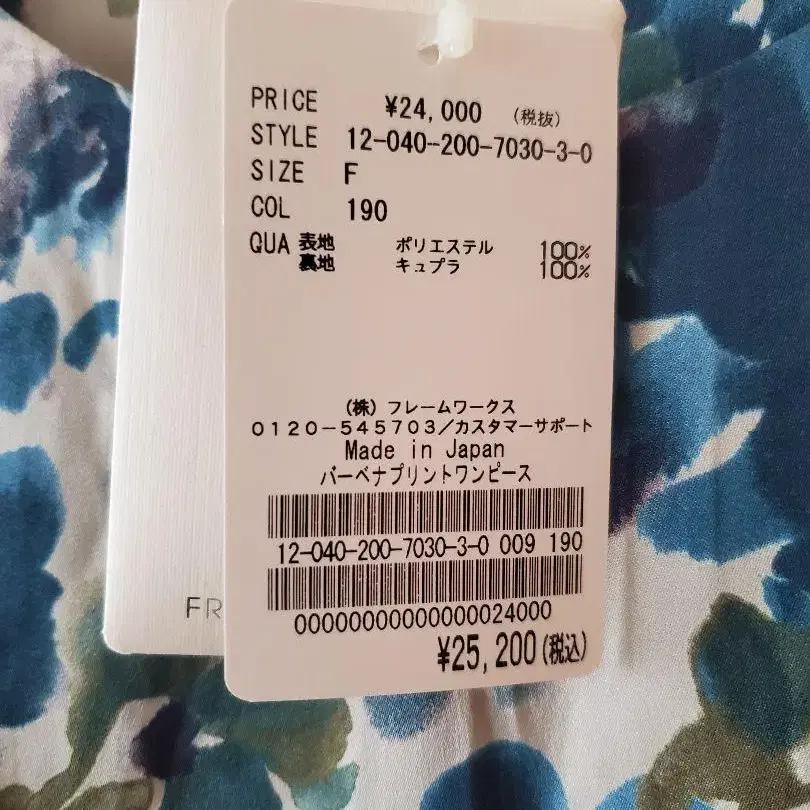 PRICE ¥24,000 (税抜)
STYLE 12-040-200-7030-3-0
SIZE F
COL 190
QUA 表地 ポリエステル 100%
裏地 キュプラ 100%
(株) フレームワークス
0120-545703/カスタマーサポート
Made in Japan
バーベナプリントワンピース
12-040-200-7030-3-0 009 190
00000000000000024000
¥25,200(税込)
FR